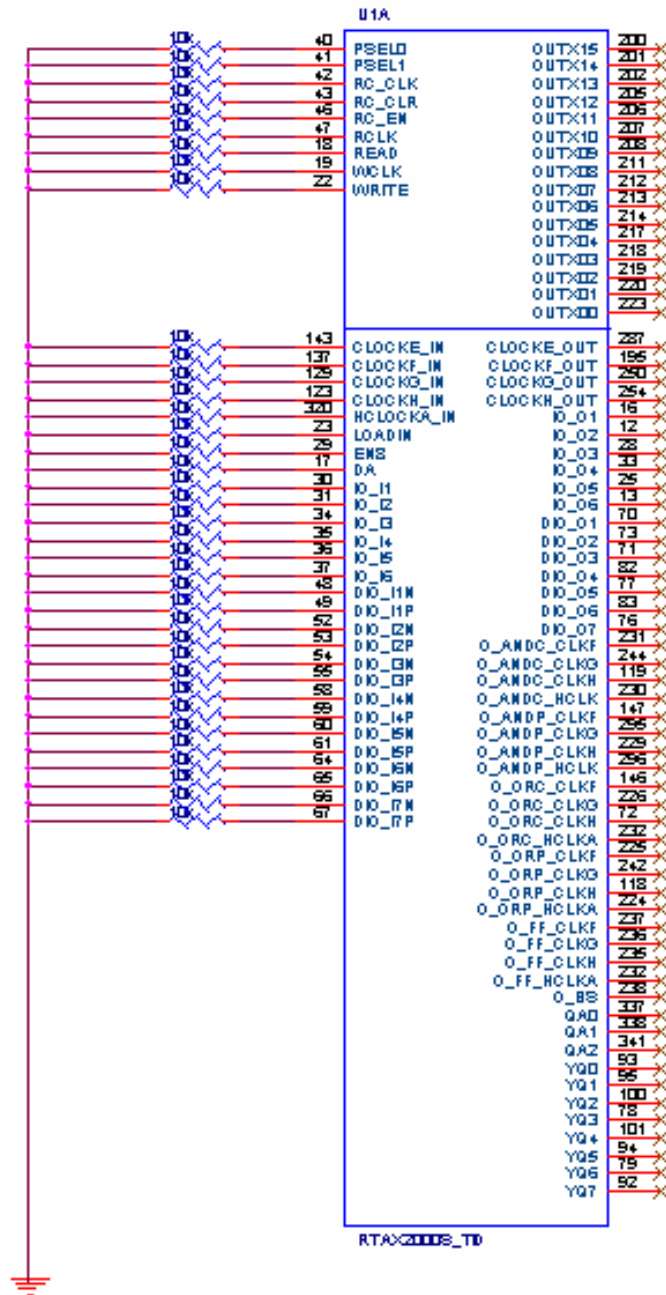 U1A
10k 40 PSEL0 OUTX15 200
10k 41 PSEL1 OUTX14 201
10k 42 RC_CLK OUTX13 202
10k 43 RC_CLR OUTX12 205
10k 46 RC_EN OUTX11 206
10k 47 RCLK OUTX10 207
10k 18 READ OUTX09 208
10k 19 WCLK OUTX08 211
10k 22 WRITE OUTX07 212
OUTX06 213
OUTX05 214
OUTX04 217
OUTX03 218
OUTX02 219
OUTX01 220
OUTX00 223
10k 143 CLOCKE_IN CLOCKE_OUT 287
10k 137 CLOCKF_IN CLOCKF_OUT 195
10k 129 CLOCKG_IN CLOCKG_OUT 250
10k 123 CLOCKH_IN CLOCKH_OUT 254
10k 320 HCLOCKA_IN IO_O1 16
10k 23 LOADIN IO_O2 12
10k 29 ENS IO_O3 28
10k 17 DA IO_O4 33
10k 30 IO_I1 IO_O5 25
10k 31 IO_I2 IO_O6 13
10k 34 IO_I3 DIO_O1 70
10k 35 IO_I4 DIO_O2 73
10k 36 IO_I5 DIO_O3 71
10k 37 IO_I6 DIO_O4 82
10k 48 DIO_I1N DIO_O5 77
10k 49 DIO_I1P DIO_O6 83
10k 52 DIO_I2N DIO_O7 76
10k 53 DIO_I2P O_ANDC_CLKF 231
10k 54 DIO_I3N O_ANDC_CLKG 244
10k 55 DIO_I3P O_ANDC_CLKH 119
10k 58 DIO_I4N O_ANDC_HCLK 230
10k 59 DIO_I4P O_ANDP_CLKF 147
10k 60 DIO_I5N O_ANDP_CLKG 295
10k 61 DIO_I5P O_ANDP_CLKH 229
10k 64 DIO_I6N O_ANDP_HCLK 296
10k 65 DIO_I6P O_ORC_CLKF 146
10k 66 DIO_I7N O_ORC_CLKG 226
10k 67 DIO_I7P O_ORC_CLKH 72
O_ORC_HCLKA 232
O_ORP_CLKF 225
O_ORP_CLKG 242
O_ORP_CLKH 118
O_ORP_HCLKA 224
O_FF_CLKF 237
O_FF_CLKG 236
O_FF_CLKH 235
O_FF_HCLKA 232
O_BS 238
QA0 337
QA1 338
QA2 341
YQ0 93
YQ1 95
YQ2 100
YQ3 78
YQ4 101
YQ5 94
YQ6 79
YQ7 92
RTAX2000S_TD